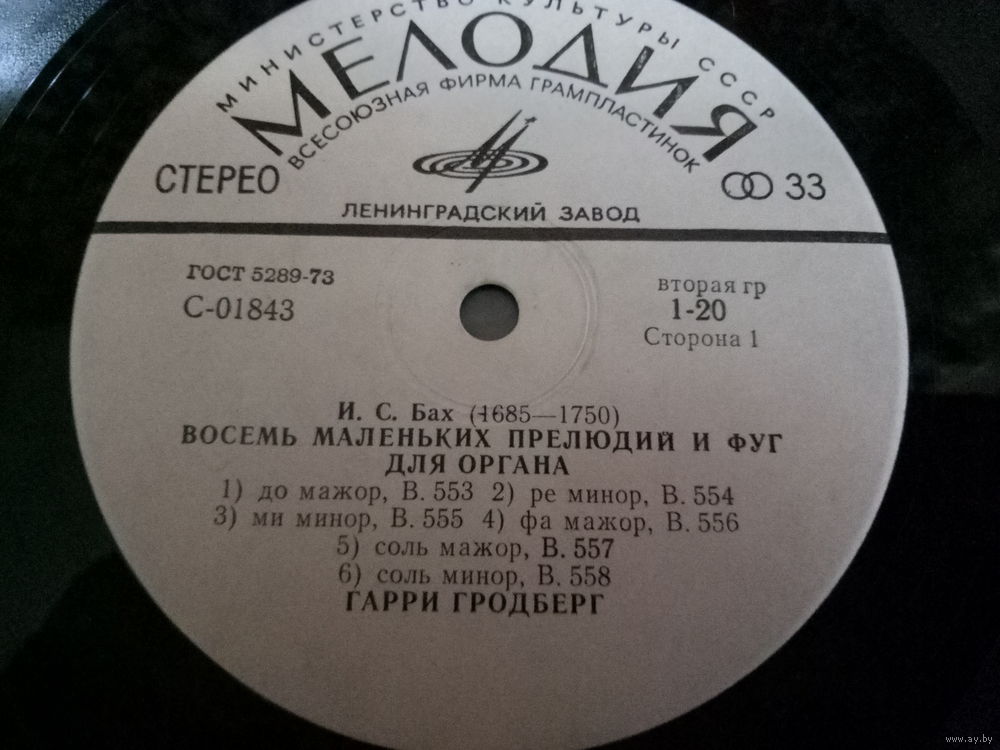 МИНИСТЕРСТВО КУЛЬТУРЫ СССР
МЕЛОДИЯ
ВСЕСОЮЗНАЯ ФИРМА ГРАМПЛАСТИНОК
СТЕРЕО
33
ЛЕНИНГРАДСКИЙ ЗАВОД
ГОСТ 5289-73
С-01843
вторая гр
1-20
Сторона 1
И. С. Бах (1685—1750)
ВОСЕМЬ МАЛЕНЬКИХ ПРЕЛЮДИЙ И ФУГ
ДЛЯ ОРГАНА
1) до мажор, В. 553 2) ре минор, В. 554
3) ми минор, В. 555 4) фа мажор, В. 556
5) соль мажор, В. 557
6) соль минор, В. 558
ГАРРИ ГРОДБЕРГ
www.ay.by